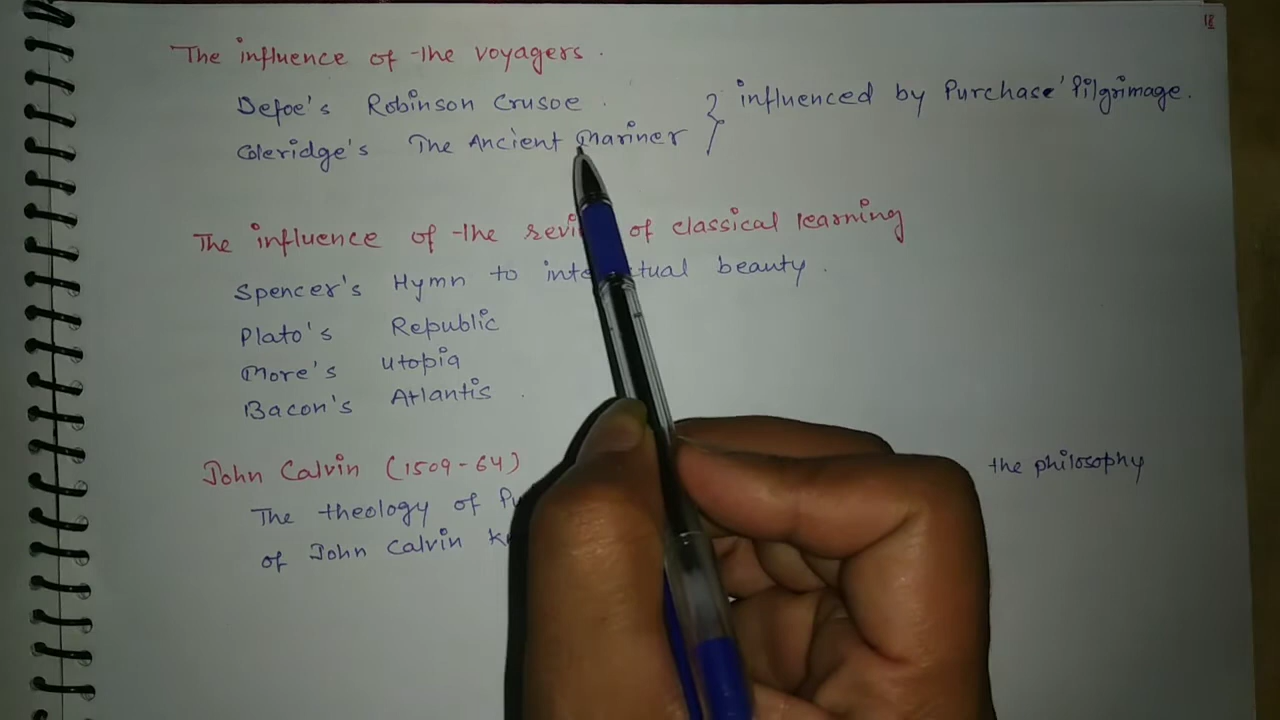 18
The influence of the voyagers.
Defoe's Robinson Crusoe.
Coleridge's The Ancient Mariner } influenced by Purchase' Pilgrimage.
The influence of the of classical learning
Spencer's Hymn to beauty.
Plato's Republic
More's Utopia
Bacon's Atlantis.
John Calvin (1509-64)
The theology of the philosophy
of John Calvin